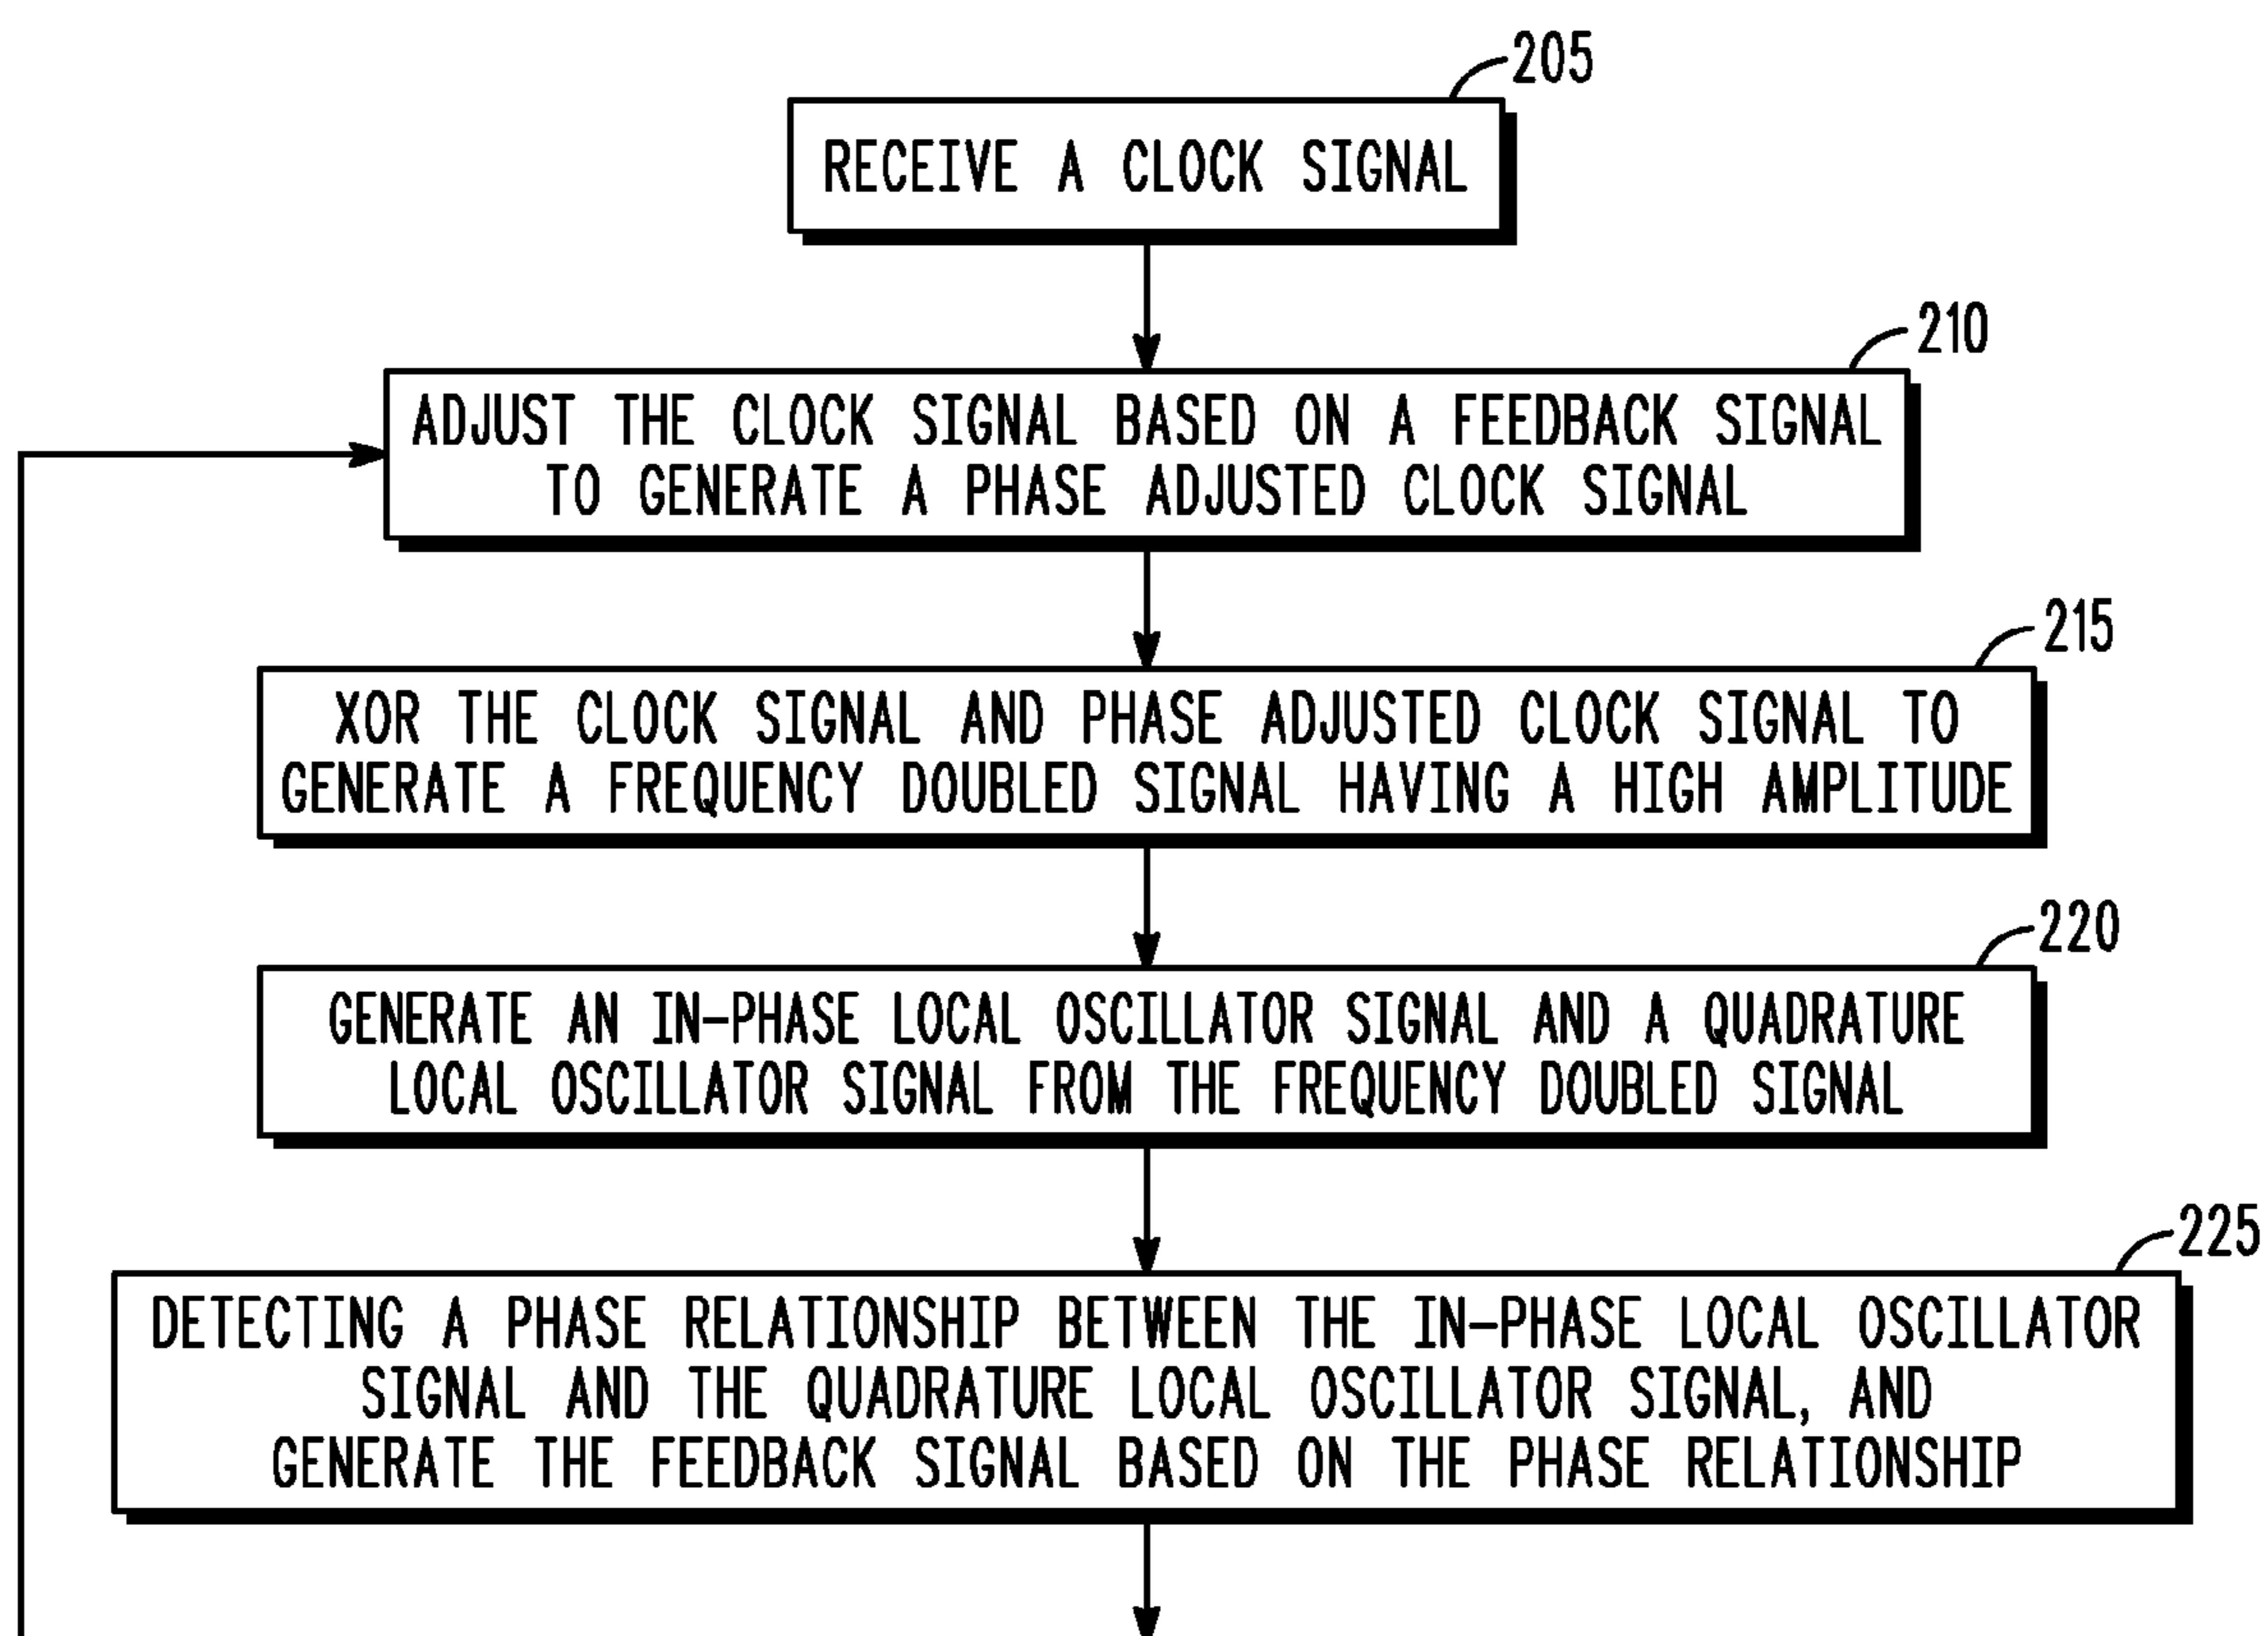 205
RECEIVE A CLOCK SIGNAL
210
ADJUST THE CLOCK SIGNAL BASED ON A FEEDBACK SIGNAL
TO GENERATE A PHASE ADJUSTED CLOCK SIGNAL
215
XOR THE CLOCK SIGNAL AND PHASE ADJUSTED CLOCK SIGNAL TO
GENERATE A FREQUENCY DOUBLED SIGNAL HAVING A HIGH AMPLITUDE
220
GENERATE AN IN-PHASE LOCAL OSCILLATOR SIGNAL AND A QUADRATURE
LOCAL OSCILLATOR SIGNAL FROM THE FREQUENCY DOUBLED SIGNAL
225
DETECTING A PHASE RELATIONSHIP BETWEEN THE IN-PHASE LOCAL OSCILLATOR
SIGNAL AND THE QUADRATURE LOCAL OSCILLATOR SIGNAL, AND
GENERATE THE FEEDBACK SIGNAL BASED ON THE PHASE RELATIONSHIP